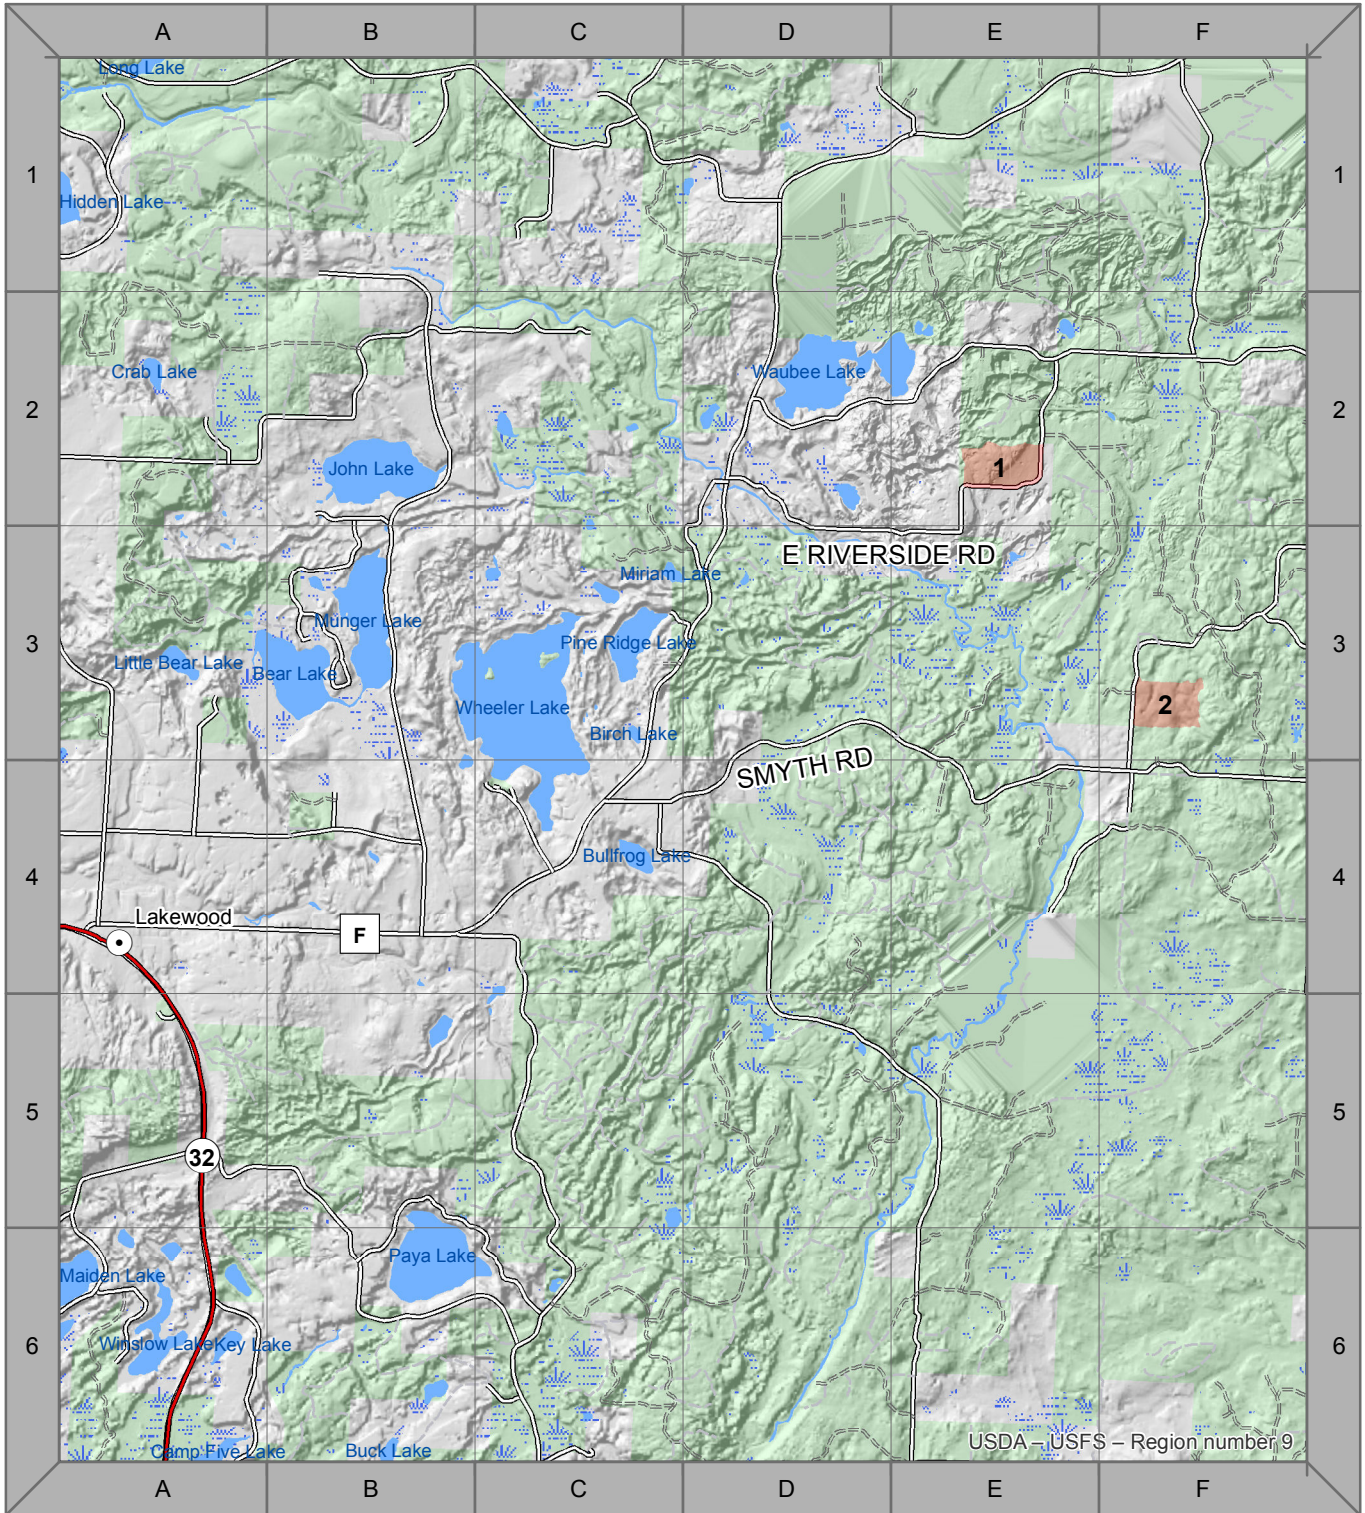 A B C D E F
Long Lake
1 1
Hidden Lake
Crab Lake
Waubee Lake
2 2
John Lake
1
E RIVERSIDE RD
Miriam Lake
Munger Lake
Pine Ridge Lake
3 3
Little Bear Lake
Bear Lake
2
Wheeler Lake
Birch Lake
SMYTH RD
Bullfrog Lake
4 4
Lakewood
F
5 5
32
Paya Lake
Maiden Lake
Winslow Lake Key Lake
6 6
USDA – USFS – Region number 9
Camp Five Lake
Buck Lake
A B C D E F